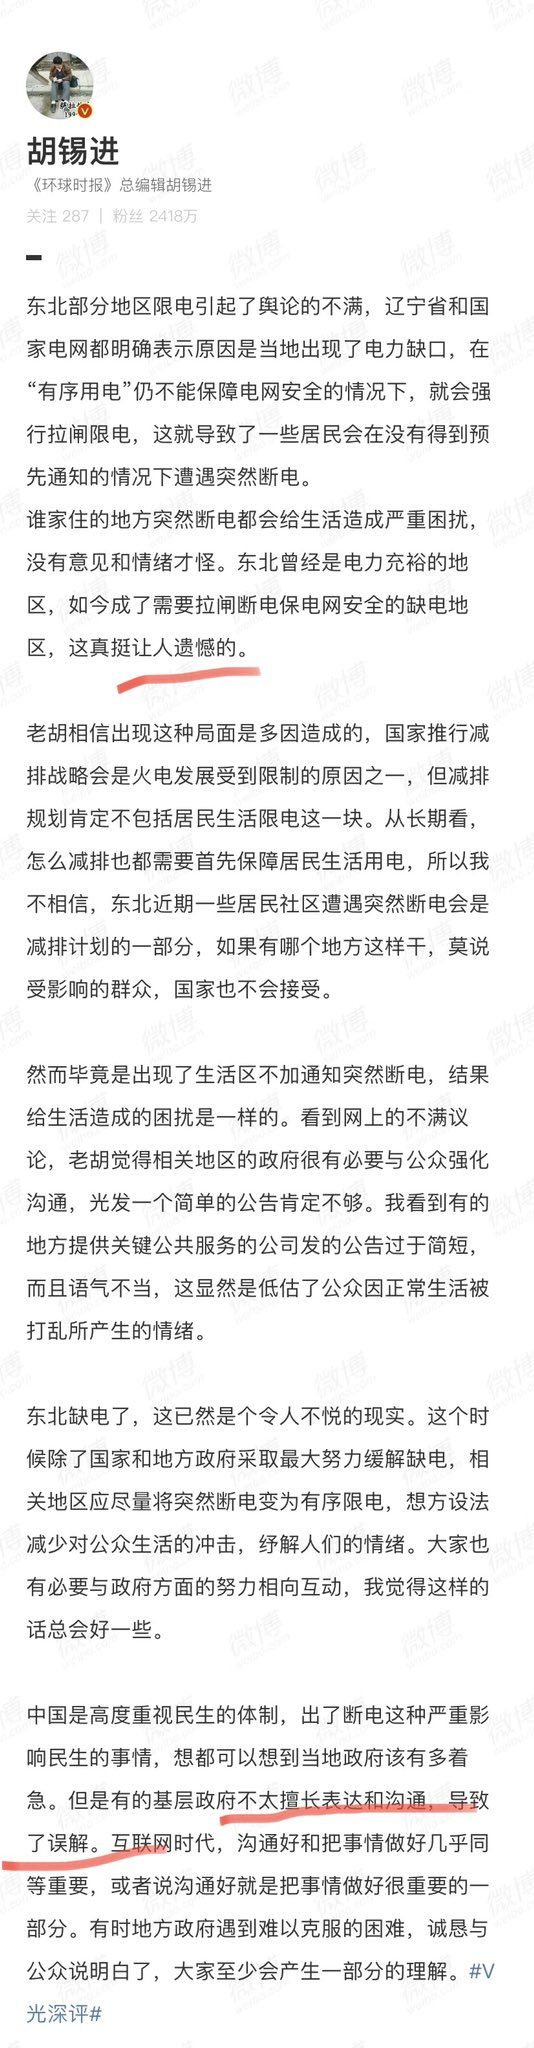 胡锡进
《环球时报》总编辑胡锡进
关注 287 | 粉丝 2418万
东北部分地区限电引起了舆论的不满，辽宁省和国
家电网都明确表示原因是当地出现了电力缺口，在
“有序用电”仍不能保障电网安全的情况下，就会强
行拉闸限电，这就导致了一些居民会在没有得到预
先通知的情况下遭遇突然断电。
谁家住的地方突然断电都会给生活造成严重困扰，
没有意见和情绪才怪。东北曾经是电力充裕的地
区，如今成了需要拉闸断电保电网安全的缺电地
区，这真挺让人遗憾的。
老胡相信出现这种局面是多因造成的，国家推行减
排战略会是火电发展受到限制的原因之一，但减排
规划肯定不包括居民生活限电这一块。从长期看，
怎么减排也都需要首先保障居民生活用电，所以我
不相信，东北近期一些居民社区遭遇突然断电会是
减排计划的一部分，如果有哪个地方这样干，莫说
受影响的群众，国家也不会接受。
然而毕竟是出现了生活区不加通知突然断电，结果
给生活造成的困扰是一样的。看到网上的不满议
论，老胡觉得相关地区的政府很有必要与公众强化
沟通，光发一个简单的公告肯定不够。我看到有的
地方提供关键公共服务的公司发的公告过于简短，
而且语气不当，这显然是低估了公众因正常生活被
打乱所产生的情绪。
东北缺电了，这已然是个令人不悦的现实。这个时
候除了国家和地方政府采取最大努力缓解缺电，相
关地区应尽量将突然断电变为有序限电，想方设法
减少对公众生活的冲击，纾解人们的情绪。大家也
有必要与政府方面的努力相向互动，我觉得这样的
话总会好一些。
中国是高度重视民生的体制，出了断电这种严重影
响民生的事情，想都可以想到当地政府该有多着
急。但是有的基层政府不太擅长表达和沟通，导致
了误解。互联网时代，沟通好和把事情做好几乎同
等重要，或者说沟通好就是把事情做好很重要的一
部分。有时地方政府遇到难以克服的困难，诚恳与
公众说明白了，大家至少会产生一部分的理解。#V
光深评#